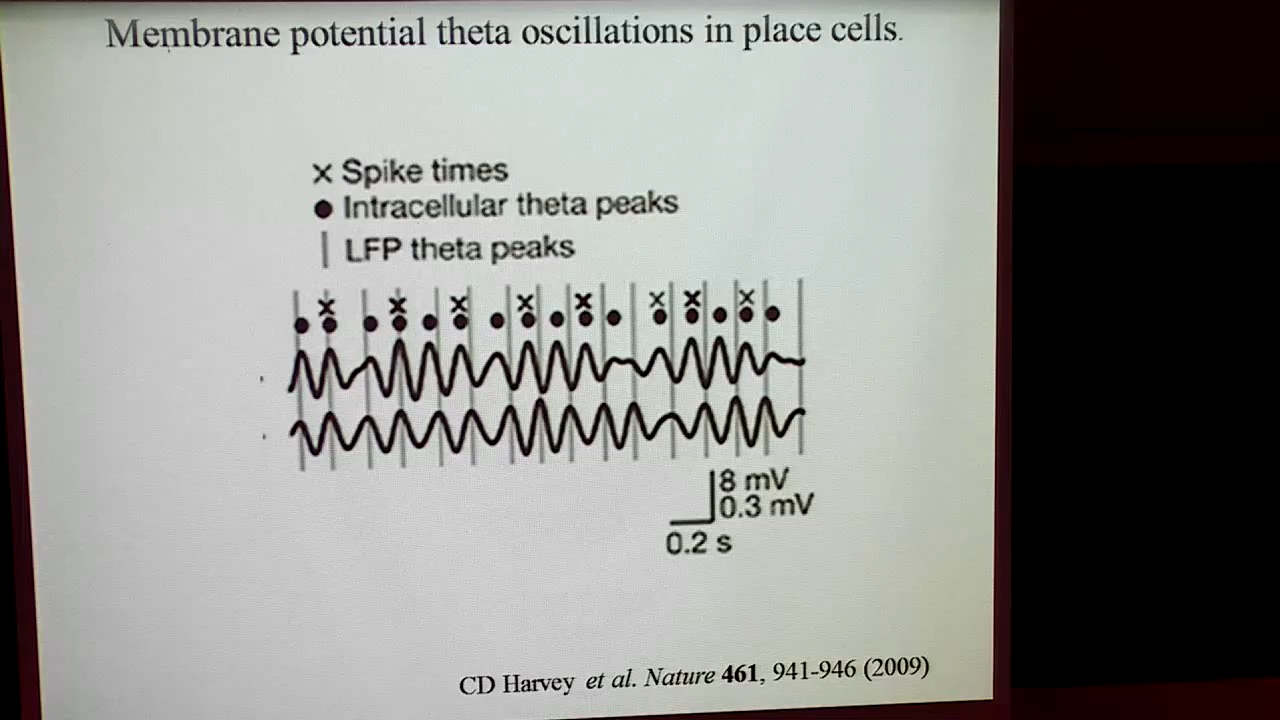 Membrane potential theta oscillations in place cells.
× Spike times
● Intracellular theta peaks
| LFP theta peaks
8 mV
0.3 mV
0.2 s
CD Harvey et al. Nature 461, 941-946 (2009)